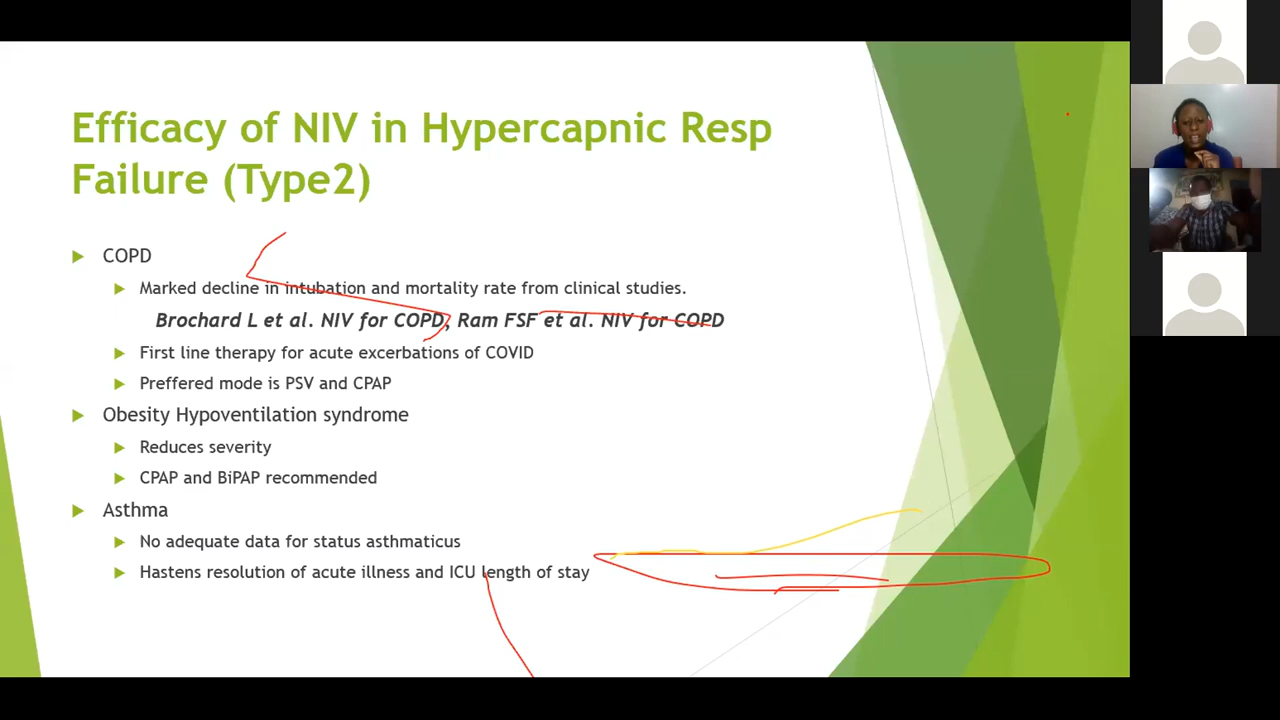 Efficacy of NIV in Hypercapnic Resp
Failure (Type2)
COPD
Marked decline in intubation and mortality rate from clinical studies.
Brochard L et al. NIV for COPD, Ram FSF et al. NIV for COPD
First line therapy for acute excerbations of COVID
Preffered mode is PSV and CPAP
Obesity Hypoventilation syndrome
Reduces severity
CPAP and BiPAP recommended
Asthma
No adequate data for status asthmaticus
Hastens resolution of acute illness and ICU length of stay